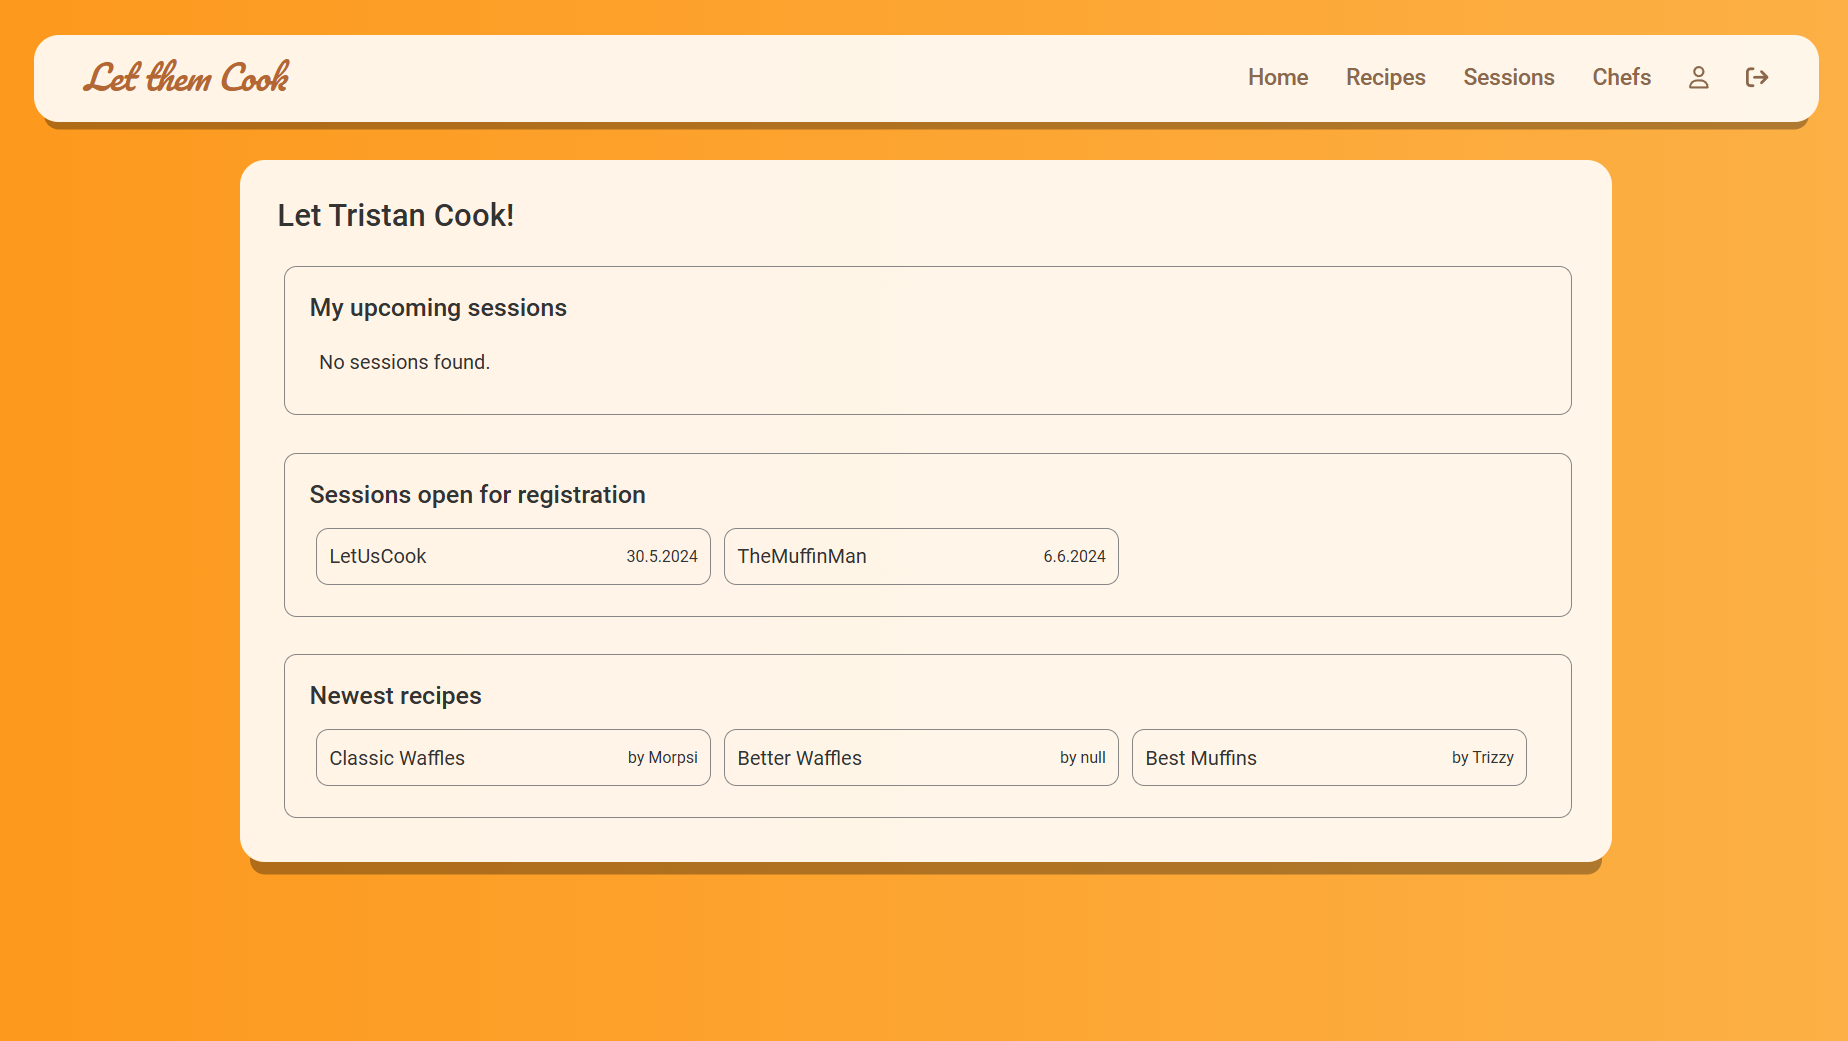 Let them Cook
Home Recipes Sessions Chefs
Let Tristan Cook!
My upcoming sessions
No sessions found.
Sessions open for registration
LetUsCook 30.5.2024 TheMuffinMan 6.6.2024
Newest recipes
Classic Waffles by Morpsi Better Waffles by null Best Muffins by Trizzy